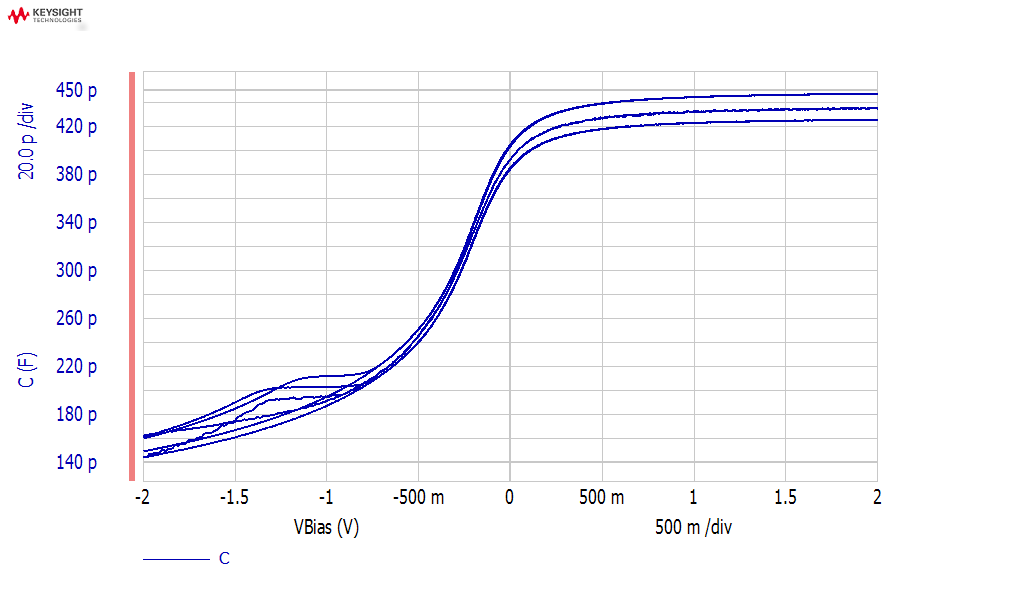 KEYSIGHT
TECHNOLOGIES
20.0 p /div
C (F)
450 p
420 p
380 p
340 p
300 p
260 p
220 p
180 p
140 p
-2 -1.5 -1 -500 m 0 500 m 1 1.5 2
VBias (V) 500 m /div
C